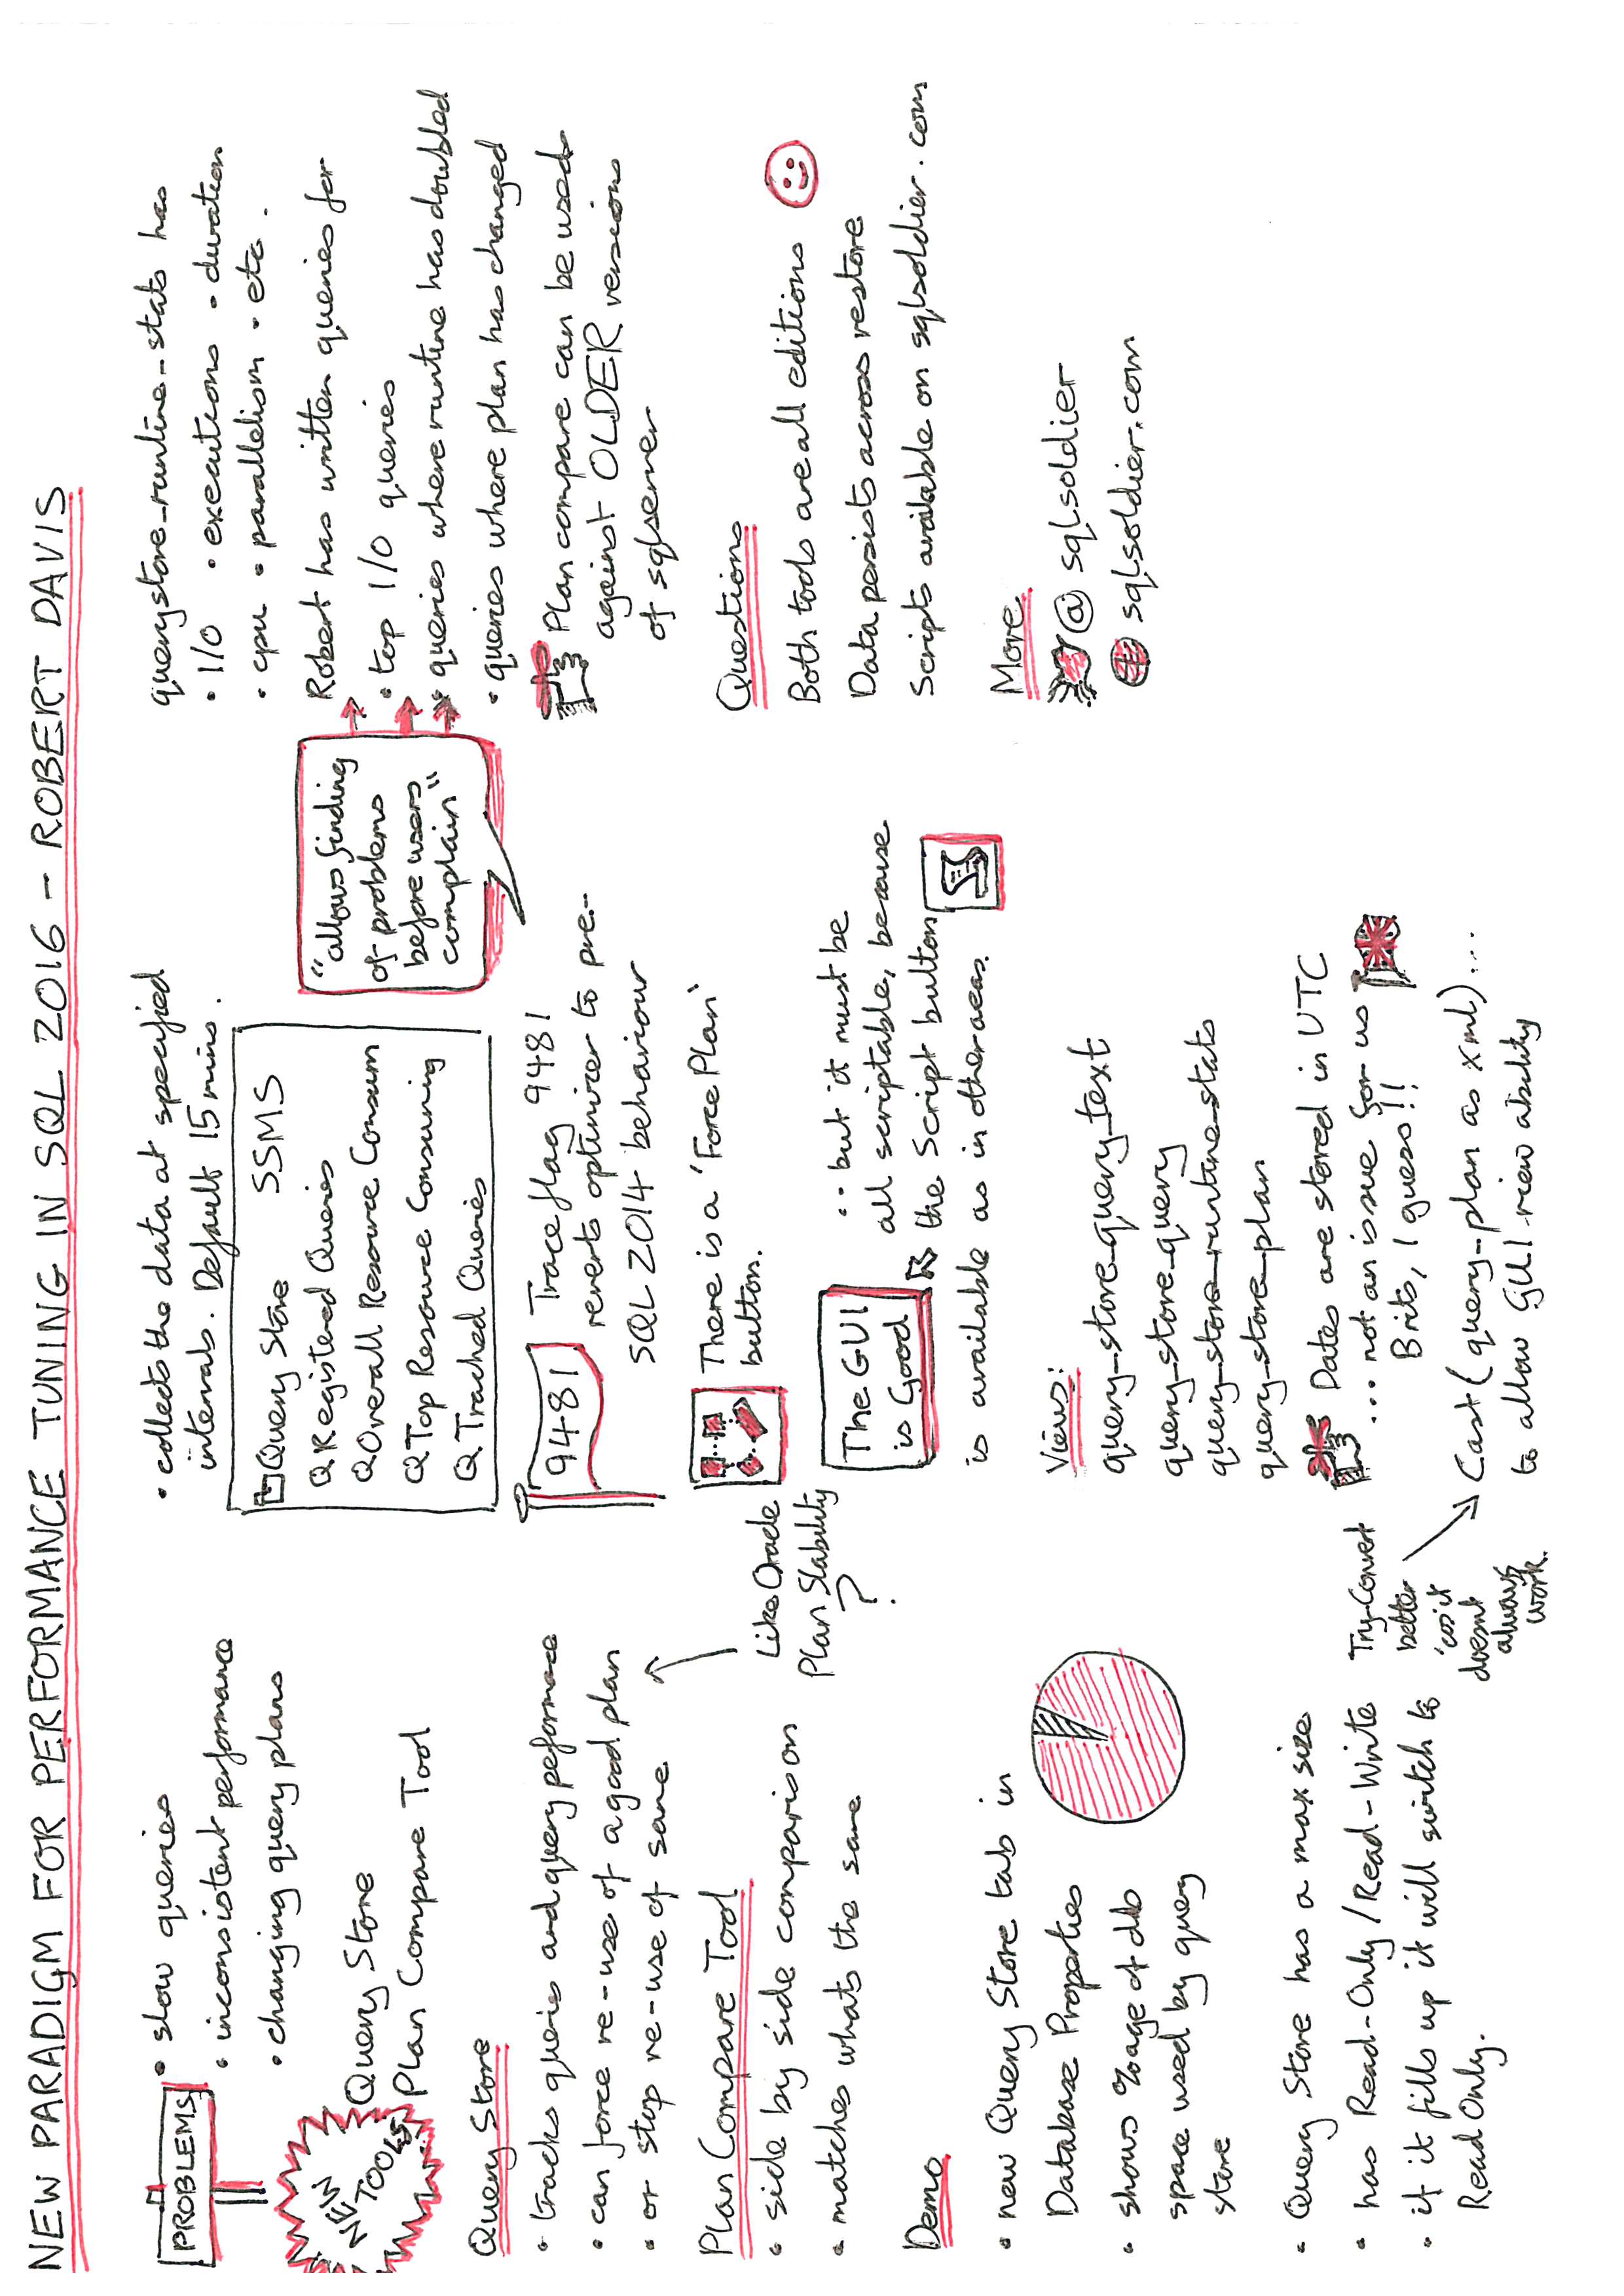 NEW PARADIGM FOR PERFORMANCE TUNING IN SQL 2016 - ROBERT DAVIS
PROBLEMS
• slow queries
• inconsistent performance
• changing query plans
NEW
TOOLS
Query Store
Plan Compare Tool
Query Store
• tracks queries and query peformace
• can force re-use of a good plan
• or stop re-use of same
Like Oracle
Plan Stability
?
Plan Compare Tool
• side by side comparison
• matches whats the same
Demo
• new Query Store tab in
Database Properties
• shows %age of db
space used by query
store
• Query Store has a max size
• has Read-Only / Read-Write
• if it fills up it will switch to
Read Only.
• collects the data at specified
intervals. Default 15 mins.
Query Store SSMS
Q Registered Queries
Q Overall Resource Consum
Q Top Resource Consuming
Q Tracked Queries
9481
Trace flag 9481
reverts optimizer to pre-
SQL 2014 behaviour
There is a 'Force Plan'
button.
The GUI
is Good
... but it must be
all scriptable, because
the Script button
is available as in other areas.
Views:
query_store_query_text
query_store_query
query_store_runtime_stats
query_store_plan
Dates are stored in UTC
... not an issue for us
Brits, I guess!!
Try-Convert
better
'cos it
doesnt
always
work.
Cast (query-plan as xml)...
to allow GUI-view ability
"allows finding
of problems
before users
complain"
querystore_runtime_stats has
• I/O • executions • duration
• cpu • parallelism • etc.
Robert has written queries for
• top I/O queries
• queries where runtime has doubled
• queries where plan has changed
Plan compare can be used
against OLDER versions
of sqlserver
Questions
Both tools are all editions
Data persists across restore
Scripts available on sqlsoldier.com
More
@sqlsoldier
sqlsoldier.com